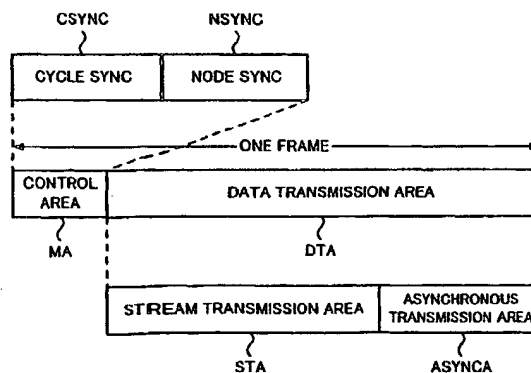 CSYNC NSYNC
CYCLE SYNC NODE SYNC
ONE FRAME
CONTROL
AREA
DATA TRANSMISSION AREA
MA DTA
STREAM TRANSMISSION AREA
ASYNCHRONOUS
TRANSMISSION AREA
STA ASYNCA